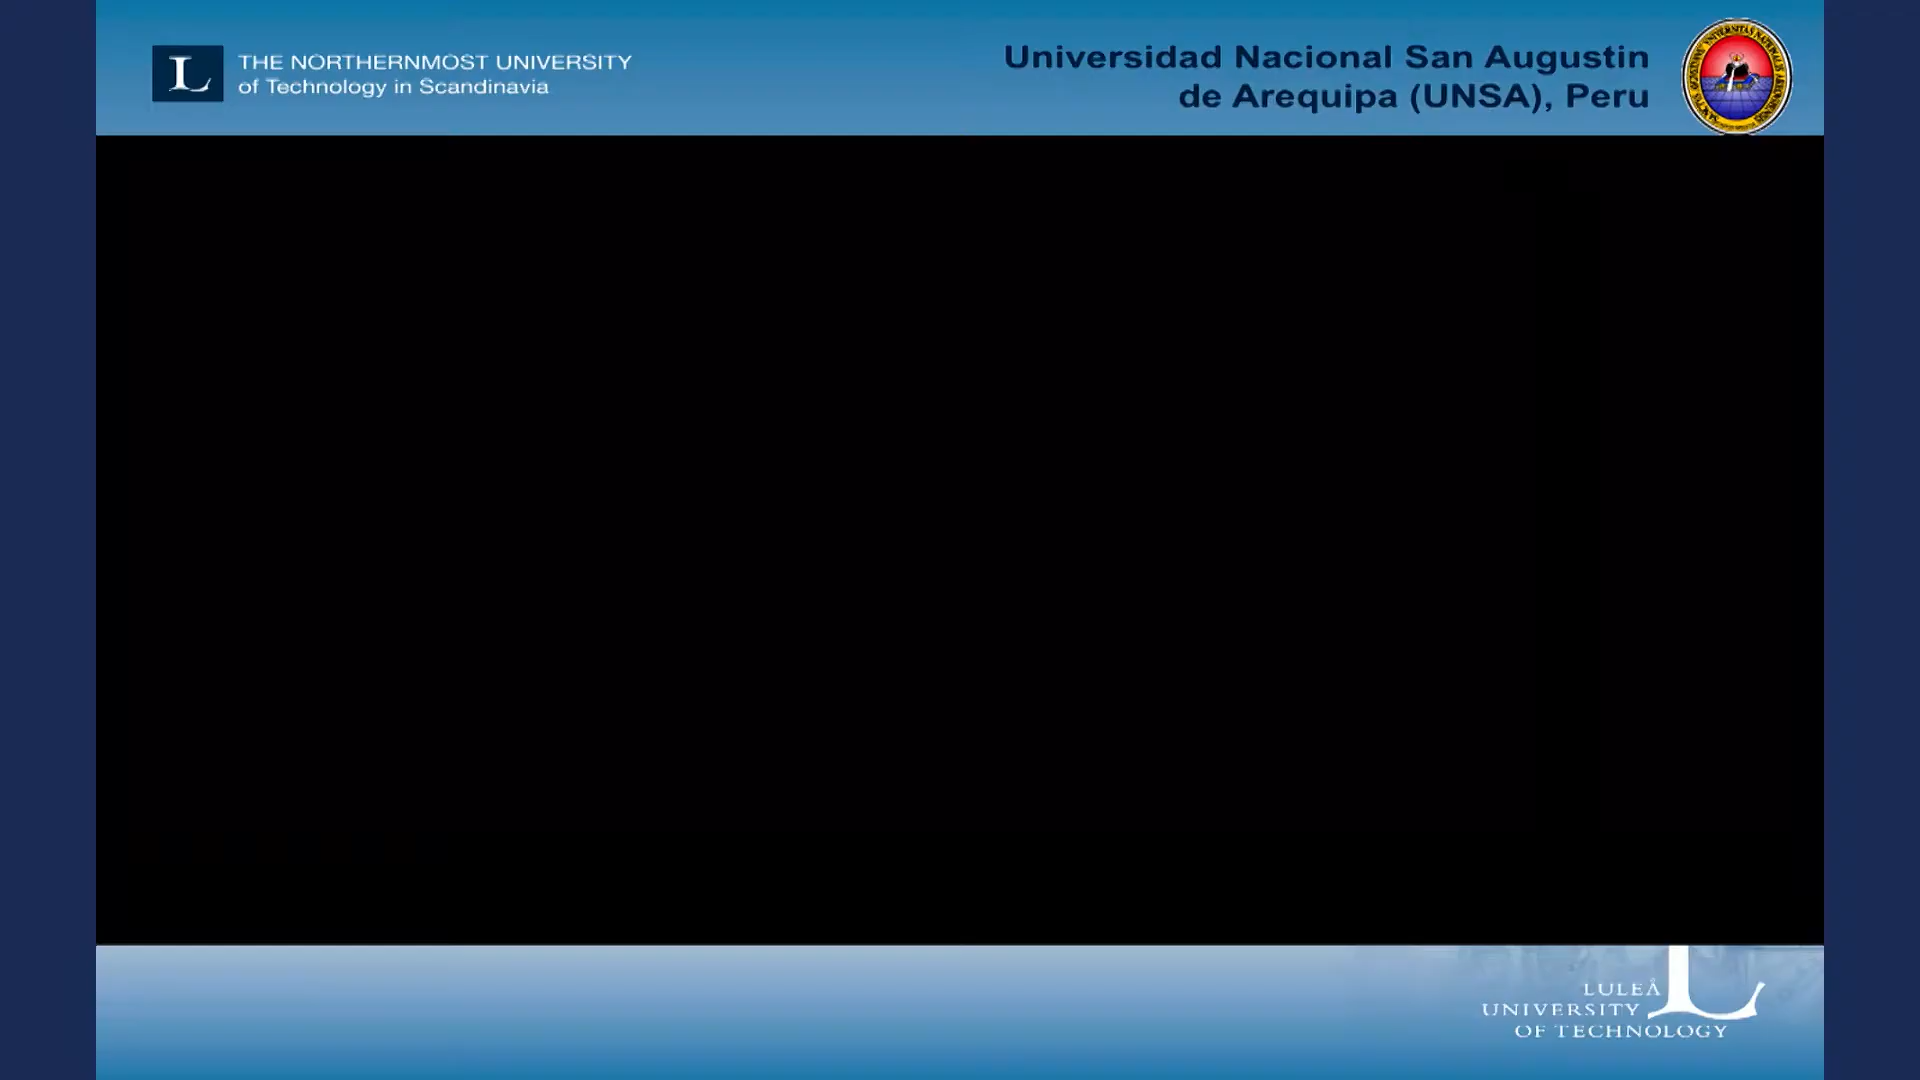 L THE NORTHERNMOST UNIVERSITY
of Technology in Scandinavia
Universidad Nacional San Augustin
de Arequipa (UNSA), Peru
LULEÅ
UNIVERSITY
OF TECHNOLOGY